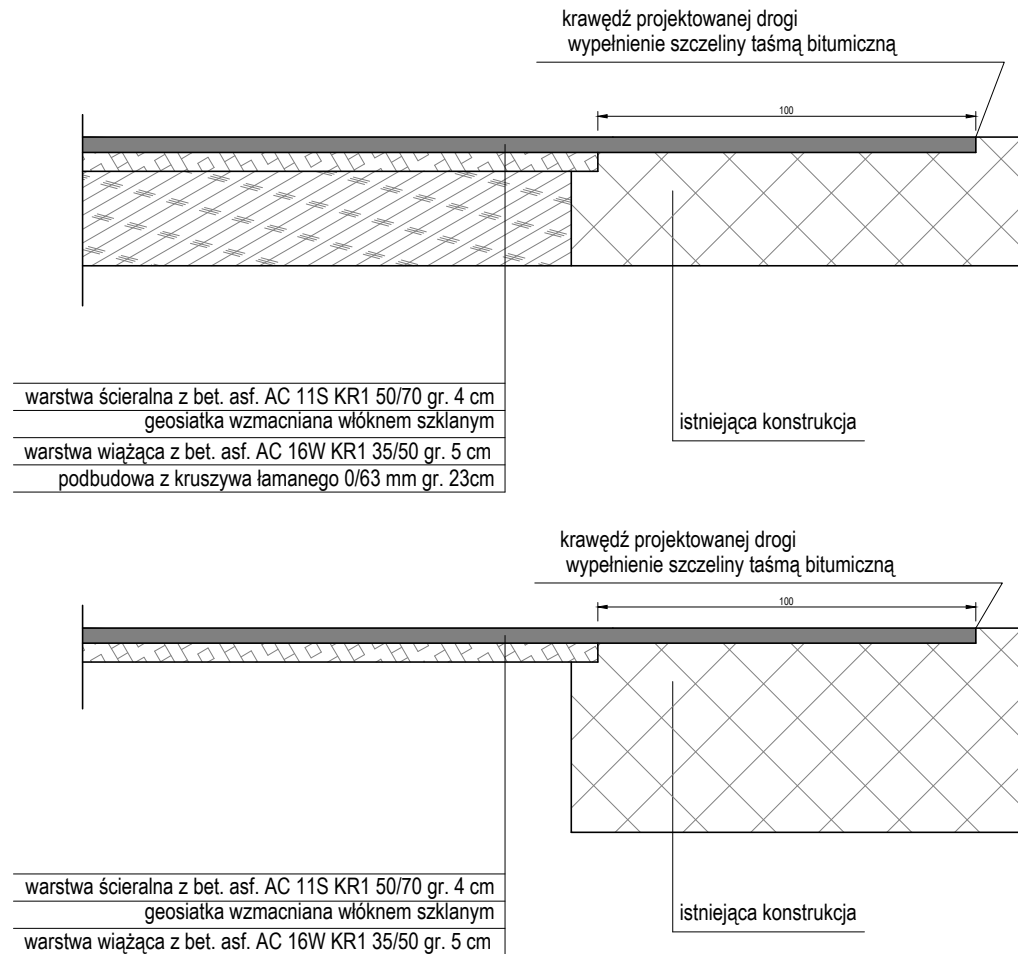 krawędź projektowanej drogi
wypełnienie szczeliny taśmą bitumiczną
100
warstwa ścieralna z bet. asf. AC 11S KR1 50/70 gr. 4 cm
geosiatka wzmacniana włóknem szklanym
warstwa wiążąca z bet. asf. AC 16W KR1 35/50 gr. 5 cm
podbudowa z kruszywa łamanego 0/63 mm gr. 23cm
istniejąca konstrukcja
krawędź projektowanej drogi
wypełnienie szczeliny taśmą bitumiczną
100
warstwa ścieralna z bet. asf. AC 11S KR1 50/70 gr. 4 cm
geosiatka wzmacniana włóknem szklanym
warstwa wiążąca z bet. asf. AC 16W KR1 35/50 gr. 5 cm
istniejąca konstrukcja